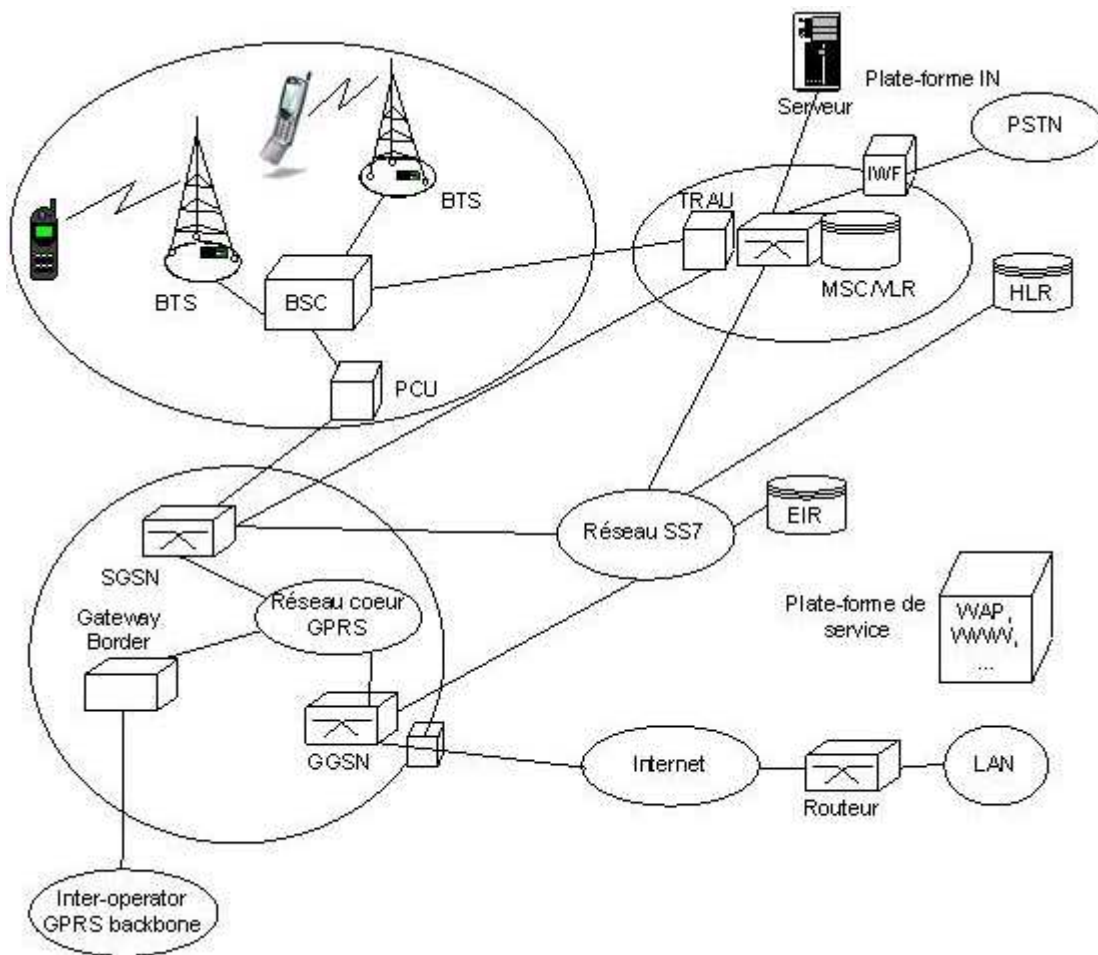 Plate-forme IN
Serveur
PSTN
IWF
TRAU
BTS
MSC/VLR
HLR
BTS
BSC
PCU
EIR
Réseau SS7
SGSN
Réseau coeur
GPRS
Gateway
Border
Plate-forme de
service
WAP,
WWW,
...
GGSN
Internet
LAN
Routeur
Inter-operator
GPRS backbone